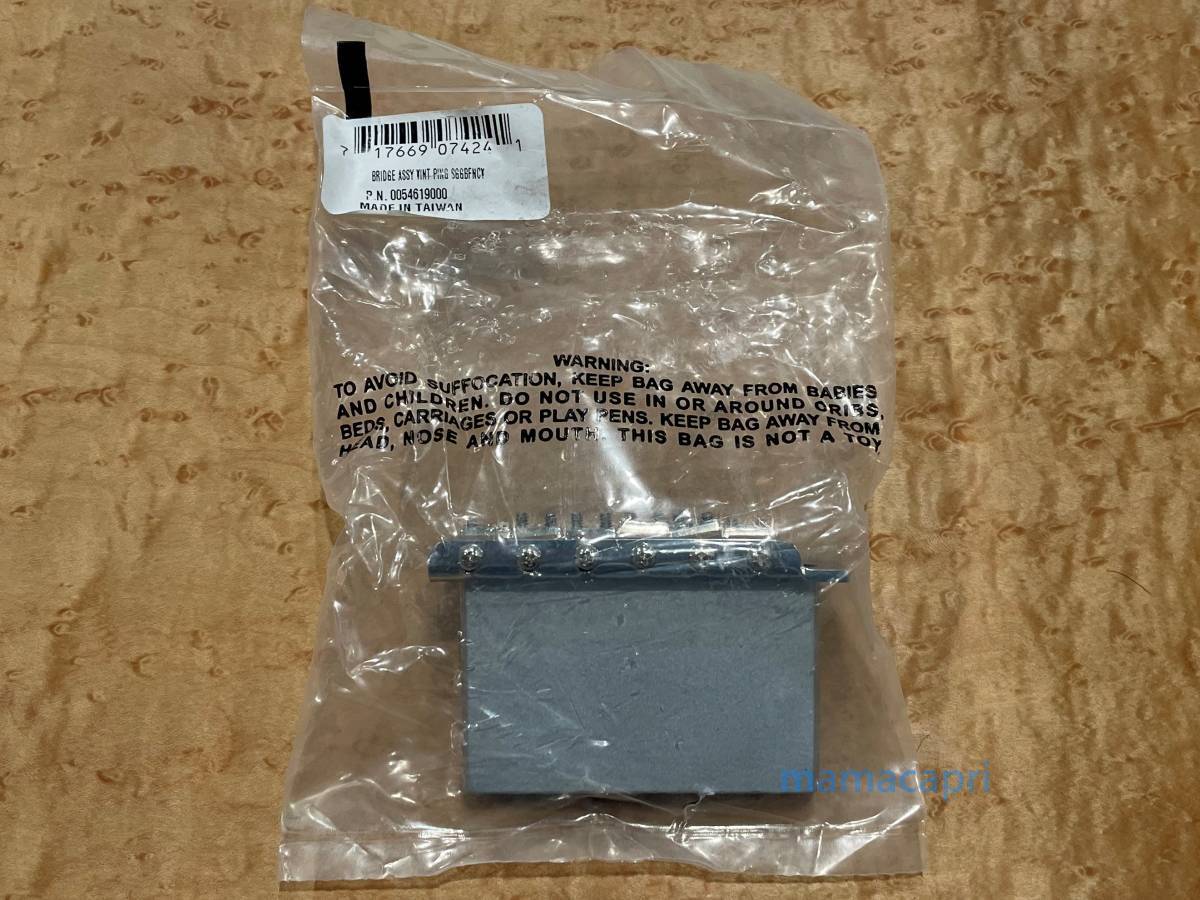 7 17669 07424 1
BRIDGE ASSY VINT-PING SGGBFNCV
P.N. 0054619000
MADE IN TAIWAN
WARNING:
TO AVOID SUFFOCATION, KEEP BAG AWAY FROM BABIES
AND CHILDREN. DO NOT USE IN OR AROUND CRIBS,
BEDS, CARRIAGES OR PLAY PENS. KEEP BAG AWAY FROM
HEAD, NOSE AND MOUTH. THIS BAG IS NOT A TOY
mamacapri